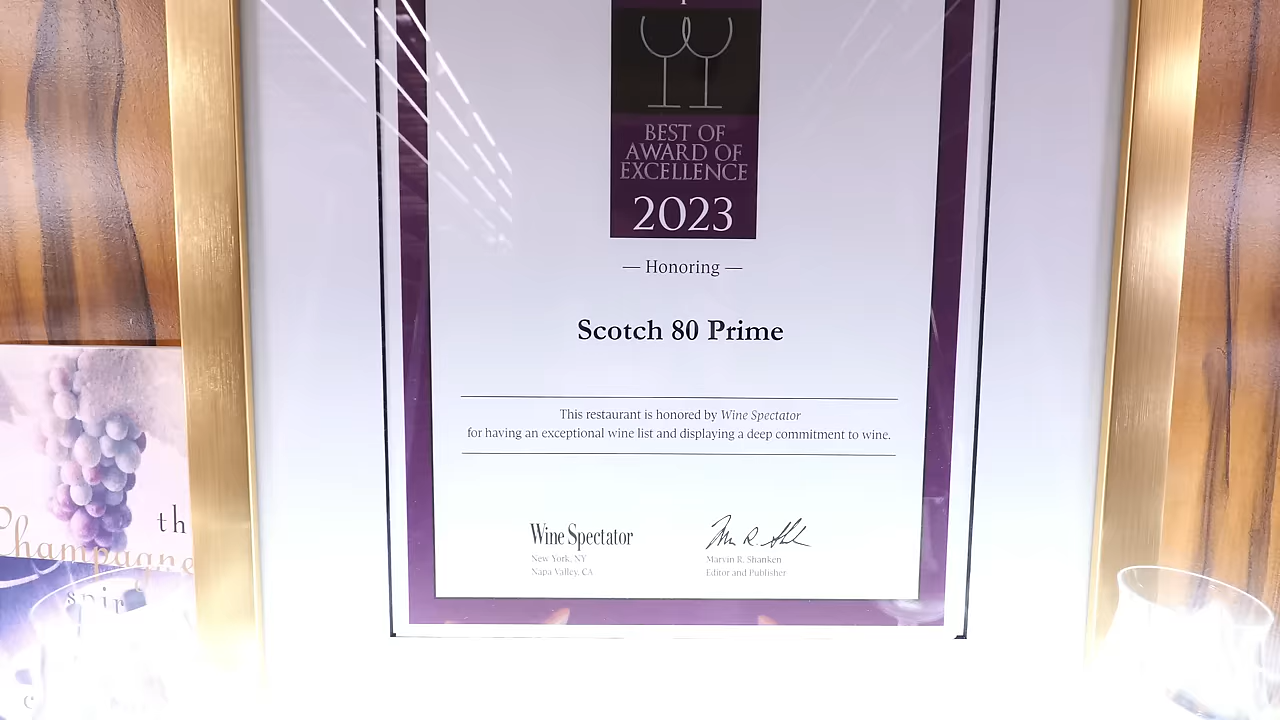 BEST OF
AWARD OF
EXCELLENCE
2023
— Honoring —
Scotch 80 Prime
This restaurant is honored by Wine Spectator
for having an exceptional wine list and displaying a deep commitment to wine.
Wine Spectator
New York, NY
Napa Valley, CA
Marvin R. Shanken
Editor and Publisher
th
Champagne
spir